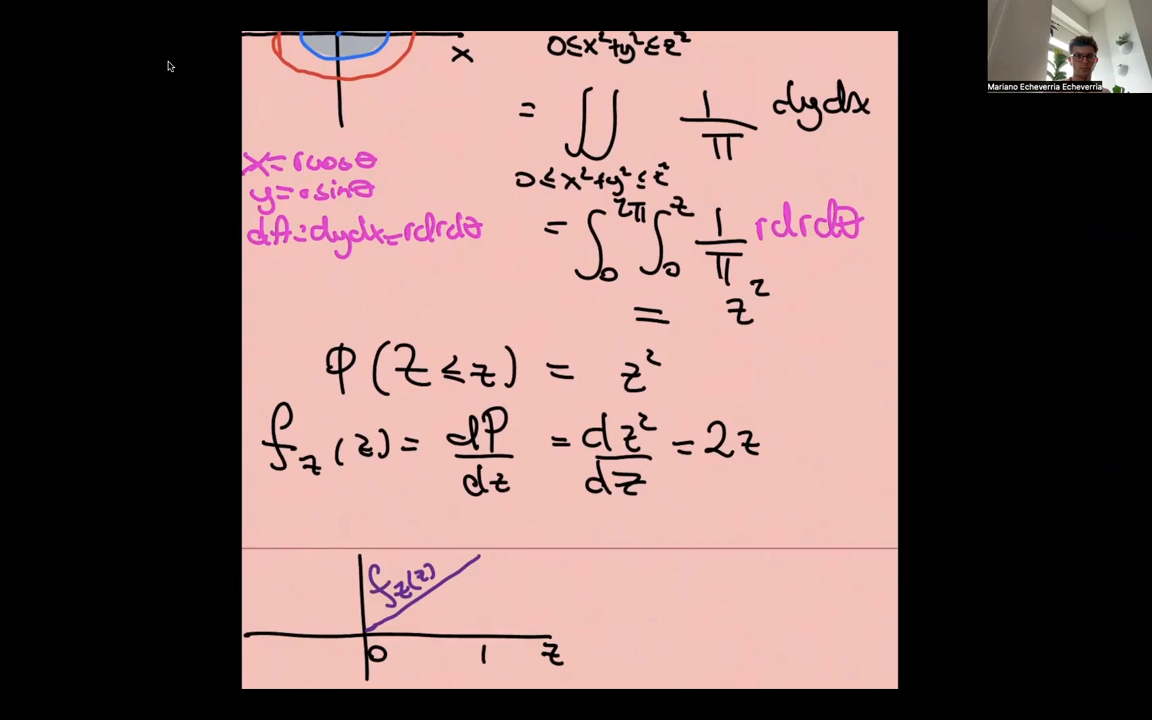 0≤x²+y²≤z²
x
= ∬ 1/π dydx
0≤x²+y²≤z²
x=rcosθ
y=rsinθ
dA=dydx=rdrdθ
= ∫₀^2π ∫₀^z 1/π rdrdθ
= z²
P(Z≤z) = z²
f_Z(z) = dP/dz = dz²/dz = 2z
f_Z(z)
0 1 z
Mariano Echeverria Echeverria